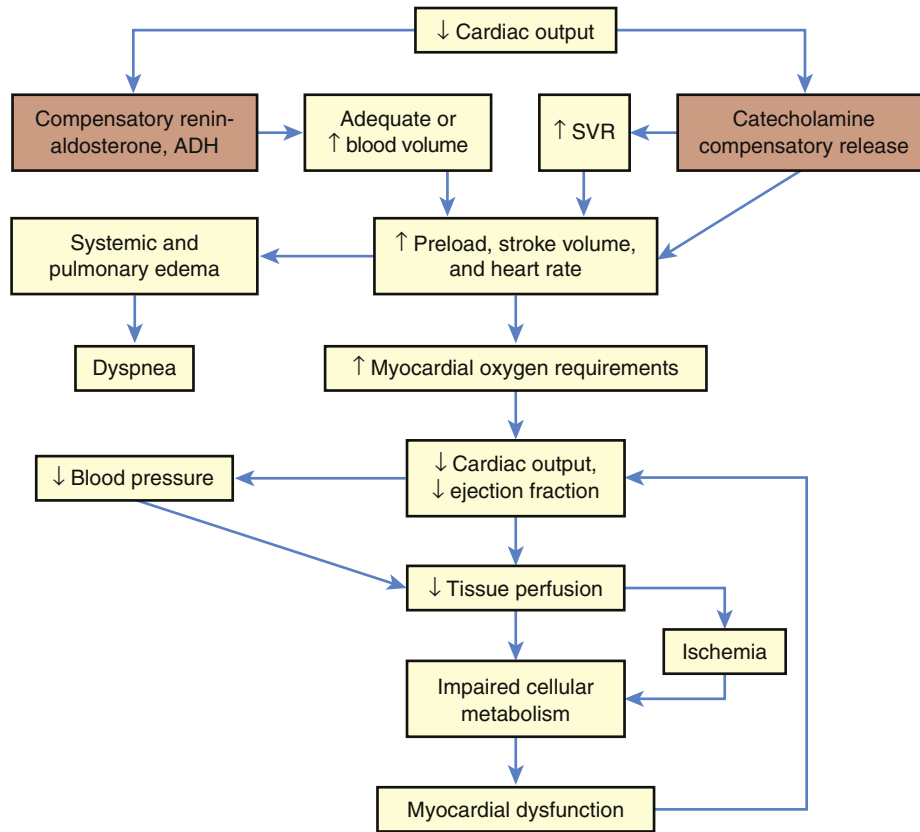 ↓ Cardiac output
Compensatory renin-
aldosterone, ADH
Adequate or
↑ blood volume
↑ SVR
Catecholamine
compensatory release
Systemic and
pulmonary edema
↑ Preload, stroke volume,
and heart rate
Dyspnea
↑ Myocardial oxygen requirements
↓ Blood pressure
↓ Cardiac output,
↓ ejection fraction
↓ Tissue perfusion
Ischemia
Impaired cellular
metabolism
Myocardial dysfunction